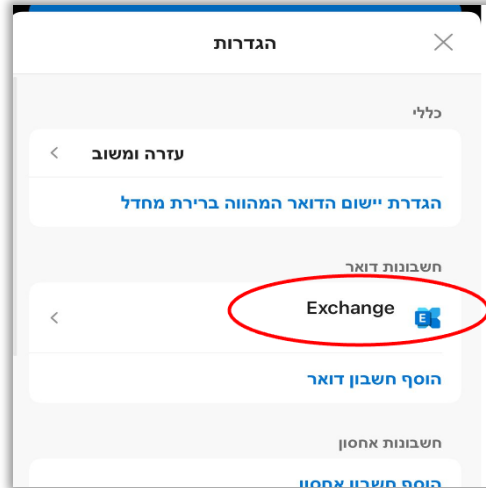 הגדרות
כללי
עזרה ומשוב
הגדרת יישום הדואר המהווה ברירת מחדל
חשבונות דואר
Exchange
הוסף חשבון דואר
חשבונות אחסון
הוסף חשבון אחסון